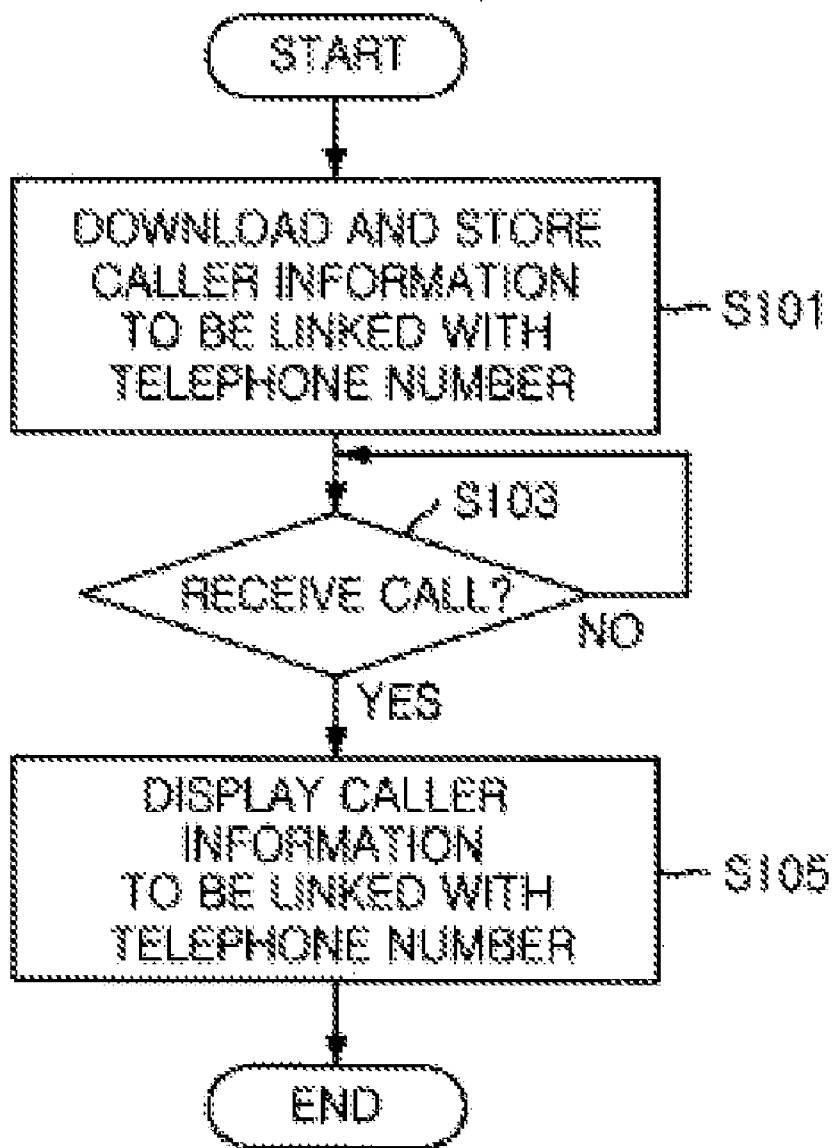 START
DOWNLOAD AND STORE
CALLER INFORMATION
TO BE LINKED WITH
TELEPHONE NUMBER
S101
S103
RECEIVE CALL?
NO
YES
DISPLAY CALLER
INFORMATION
TO BE LINKED WITH
TELEPHONE NUMBER
S105
END